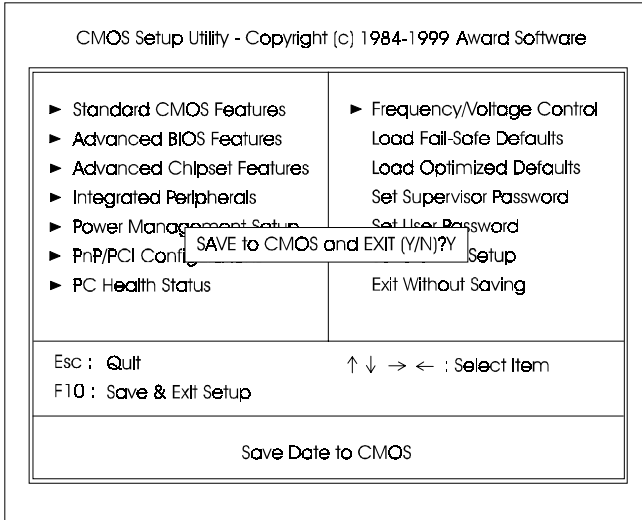 CMOS Setup Utility - Copyright (c) 1984-1999 Award Software
► Standard CMOS Features
► Advanced BIOS Features
► Advanced Chipset Features
► Integrated Peripherals
► Power Management Setup
► PnP/PCI
► PC Health Status
► Frequency/Voltage Control
Load Fail-Safe Defaults
Load Optimized Defaults
Set Supervisor Password
Set User Password
Setup
Exit Without Saving
SAVE to CMOS and EXIT (Y/N)?Y
Esc : Quit
F10 : Save & Exit Setup
↑ ↓ → ← : Select Item
Save Date to CMOS